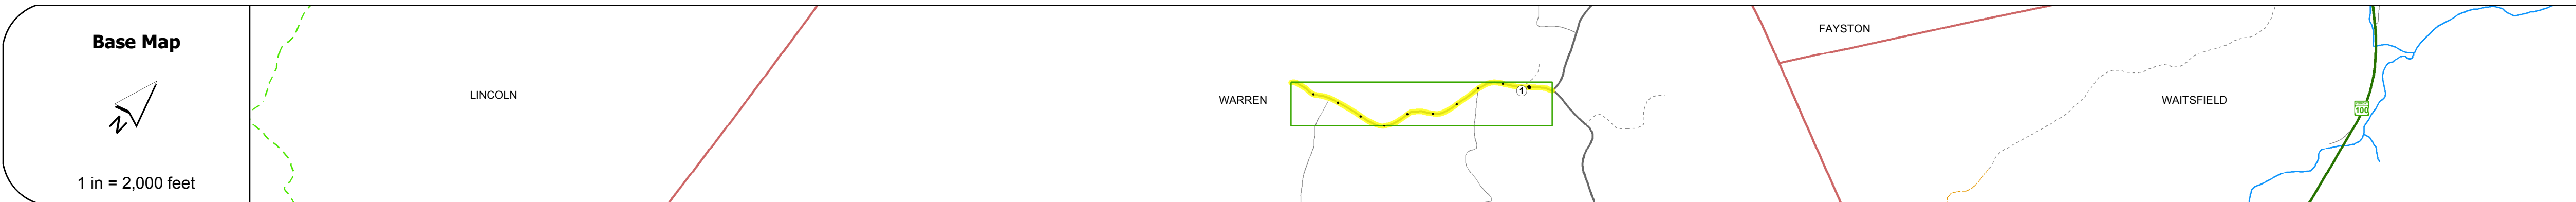 Base Map
N
1 in = 2,000 feet
LINCOLN
WARREN
1
FAYSTON
WAITSFIELD
100